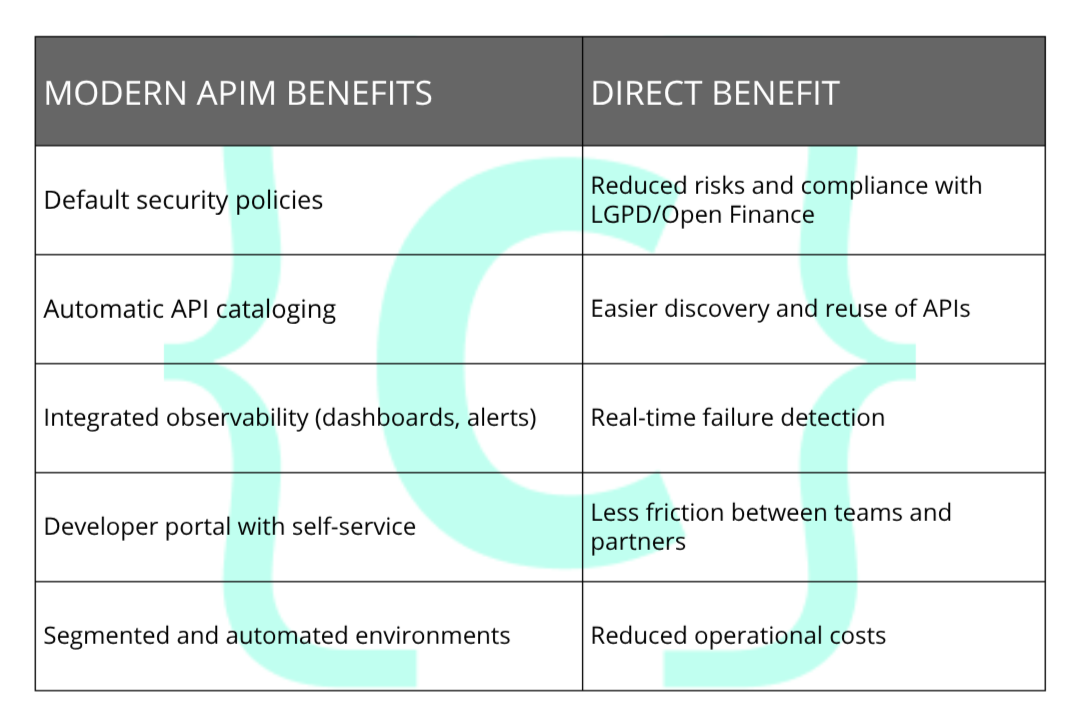 MODERN APIM BENEFITS
DIRECT BENEFIT
Default security policies
Reduced risks and compliance with
LGPD/Open Finance
Automatic API cataloging
Easier discovery and reuse of APIs
Integrated observability (dashboards, alerts)
Real-time failure detection
Developer portal with self-service
Less friction between teams and
partners
Segmented and automated environments
Reduced operational costs
{C}